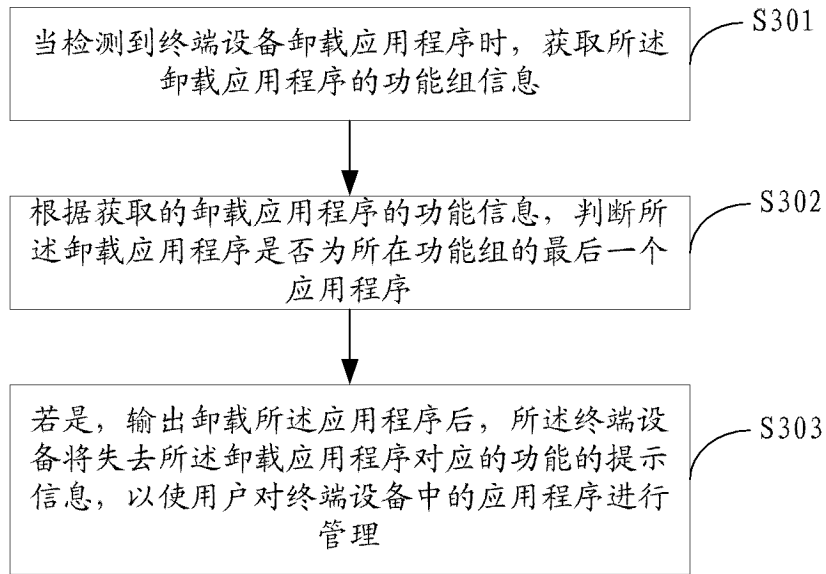 当检测到终端设备卸载应用程序时，获取所述
卸载应用程序的功能组信息
S301
根据获取的卸载应用程序的功能信息，判断所
述卸载应用程序是否为所在功能组的最后一个
应用程序
S302
若是，输出卸载所述应用程序后，所述终端设
备将失去所述卸载应用程序对应的功能的提示
信息，以使用户对终端设备中的应用程序进行
管理
S303